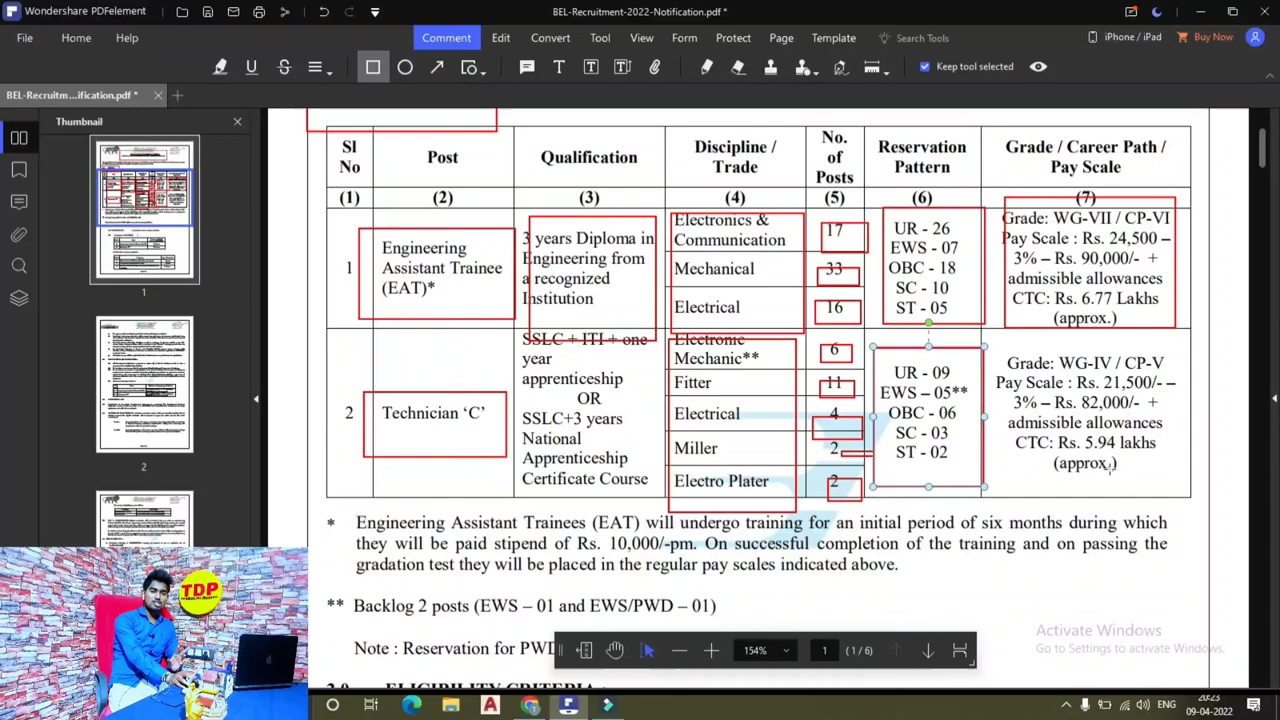 Wondershare PDFelement
BEL-Recruitment-2022-Notification.pdf *
File Home Help Comment Edit Convert Tool View Form Protect Page Template Search Tools iPhone / iPad Buy Now
Keep tool selected
BEL-Recruitm...ification.pdf *
Thumbnail
1
2
Sl No
Post
Qualification
Discipline / Trade
No. of Posts
Reservation Pattern
Grade / Career Path / Pay Scale
(1) (2) (3) (4) (5) (6) (7)
1
Engineering
Assistant Trainee
(EAT)*
3 years Diploma in
Engineering from
a recognized
Institution
Electronics &
Communication
17
Mechanical
33
Electrical
16
UR - 26
EWS - 07
OBC - 18
SC - 10
ST - 05
Grade: WG-VII / CP-VI
Pay Scale : Rs. 24,500 –
3% – Rs. 90,000/- +
admissible allowances
CTC: Rs. 6.77 Lakhs
(approx.)
2
Technician ‘C’
SSLC + ITI + one
year
apprenticeship
OR
SSLC+3 years
National
Apprenticeship
Certificate Course
Electronic
Mechanic**
6
Fitter
11
Electrical
4
Miller
2
Electro Plater
2
UR - 09
EWS – 05**
OBC - 06
SC - 03
ST - 02
Grade: WG-IV / CP-V
Pay Scale : Rs. 21,500/- –
3% – Rs. 82,000/- +
admissible allowances
CTC: Rs. 5.94 lakhs
(approx.)
* Engineering Assistant Trainees (EAT) will undergo training for an initial period of six months during which
they will be paid stipend of Rs. 10,000/-pm. On successful completion of the training and on passing the
gradation test they will be placed in the regular pay scales indicated above.
** Backlog 2 posts (EWS – 01 and EWS/PWD – 01)
Note : Reservation for PWD
154% 1 (1 / 6)
Activate Windows
Go to Settings to activate Windows.
2.0 ELIGIBILITY CRITERIA :
TDP
ENG
20:23
09-04-2022